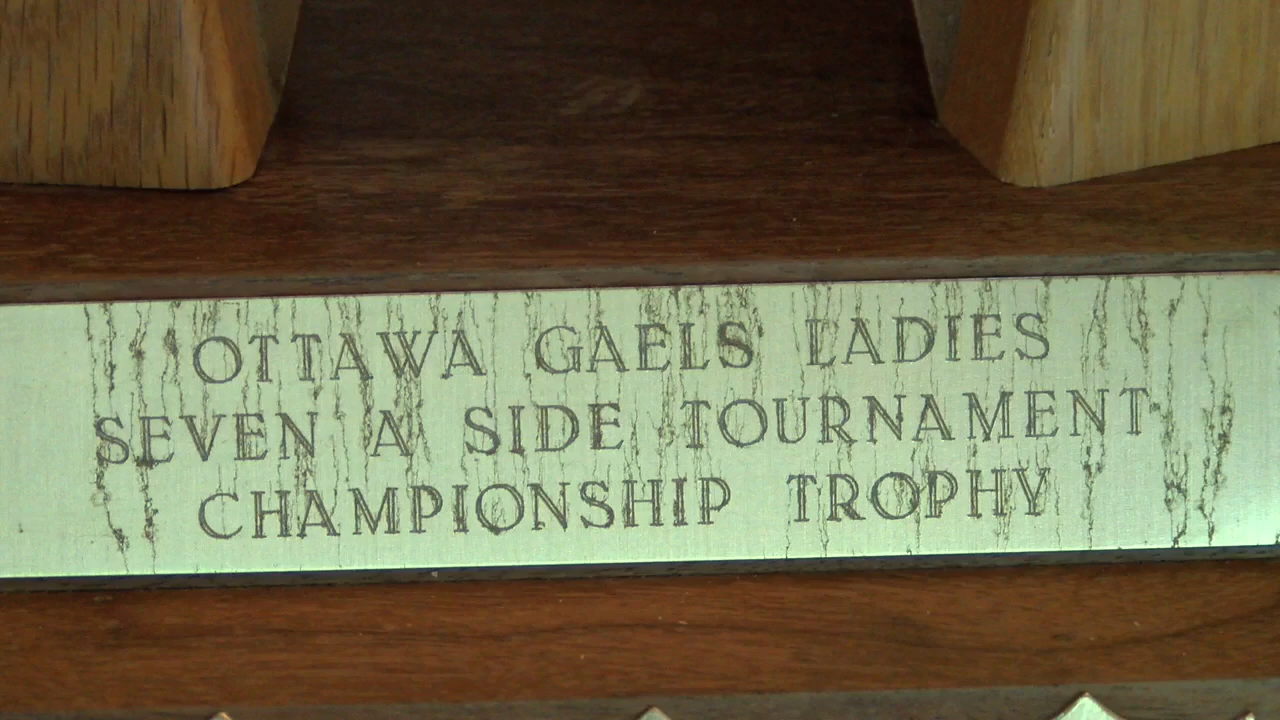 OTTAWA GAELS LADIES
SEVEN A SIDE TOURNAMENT
CHAMPIONSHIP TROPHY